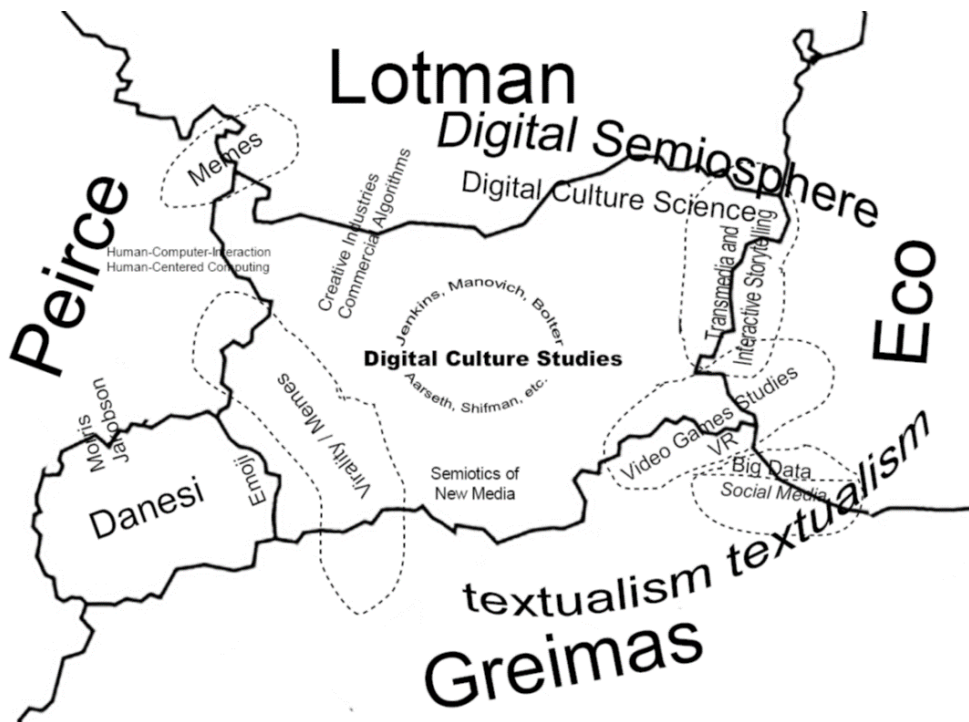 Lotman
Digital Semiosphere
Digital Culture Science
Memes
Creative Industries
Commercial Algorithms
Peirce
Human-Computer-Interaction
Human-Centered Computing
Transmedia and
Interactive Storytelling
Eco
Jenkins, Manovich, Bolter
Digital Culture Studies
Aarseth, Shifman, etc.
Morris
Jakobson
Danesi
Emoji
Virality / Memes
Semiotics of
New Media
Video Games Studies
VR
Big Data
Social Media
textualism textualism
Greimas